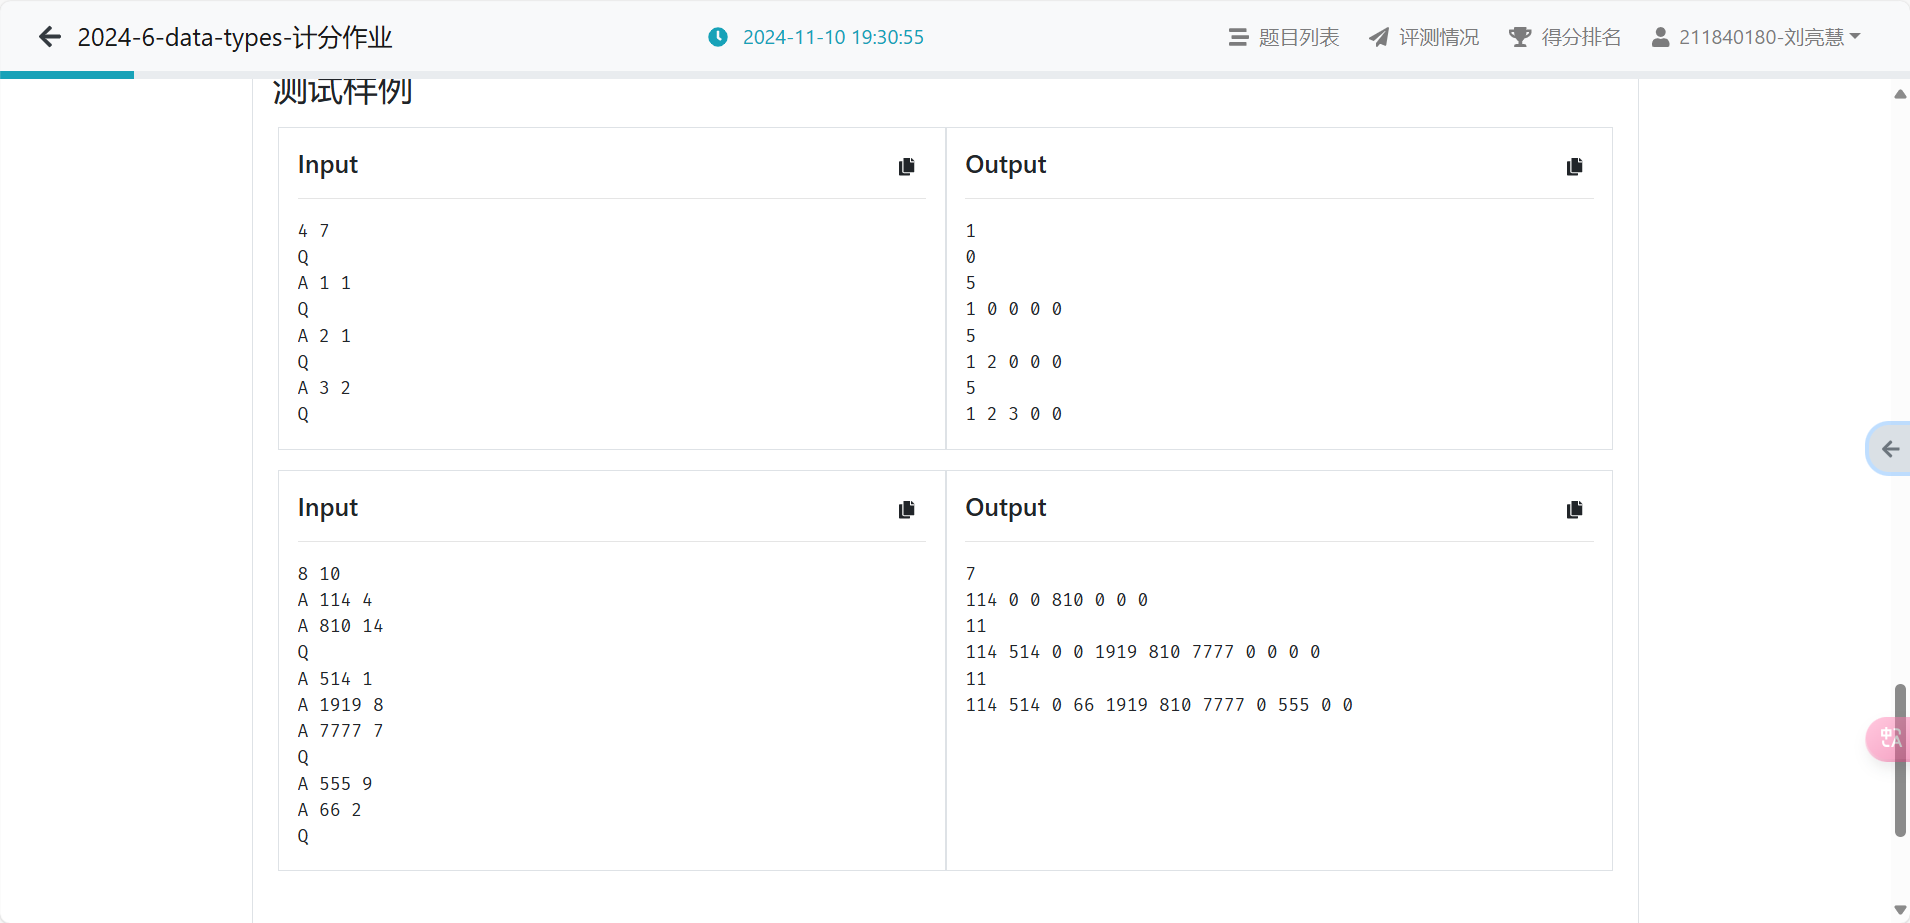 2024-6-data-types-计分作业
2024-11-10 19:30:55
题目列表
评测情况
得分排名
211840180-刘亮慧
测试样例
Input
4 7
Q
A 1 1
Q
A 2 1
Q
A 3 2
Q
Output
1
0
5
1 0 0 0 0
5
1 2 0 0 0
5
1 2 3 0 0
Input
8 10
A 114 4
A 810 14
Q
A 514 1
A 1919 8
A 7777 7
Q
A 555 9
A 66 2
Q
Output
7
114 0 0 810 0 0 0
11
114 514 0 0 1919 810 7777 0 0 0 0
11
114 514 0 66 1919 810 7777 0 555 0 0